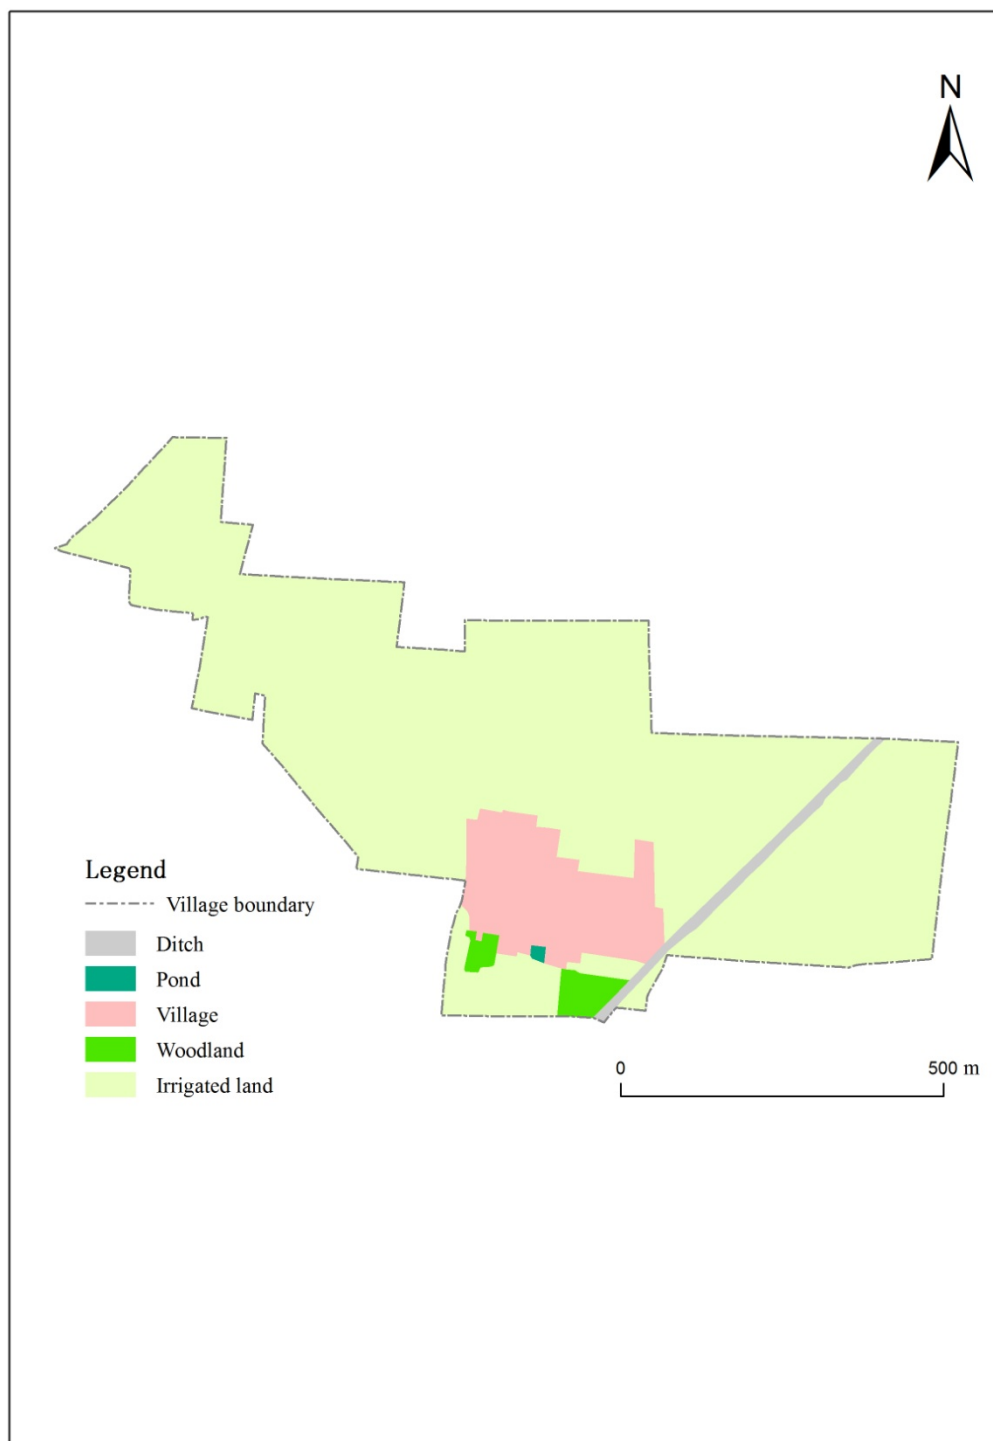 N
Legend
Village boundary
Ditch
Pond
Village
Woodland
Irrigated land
0 500 m